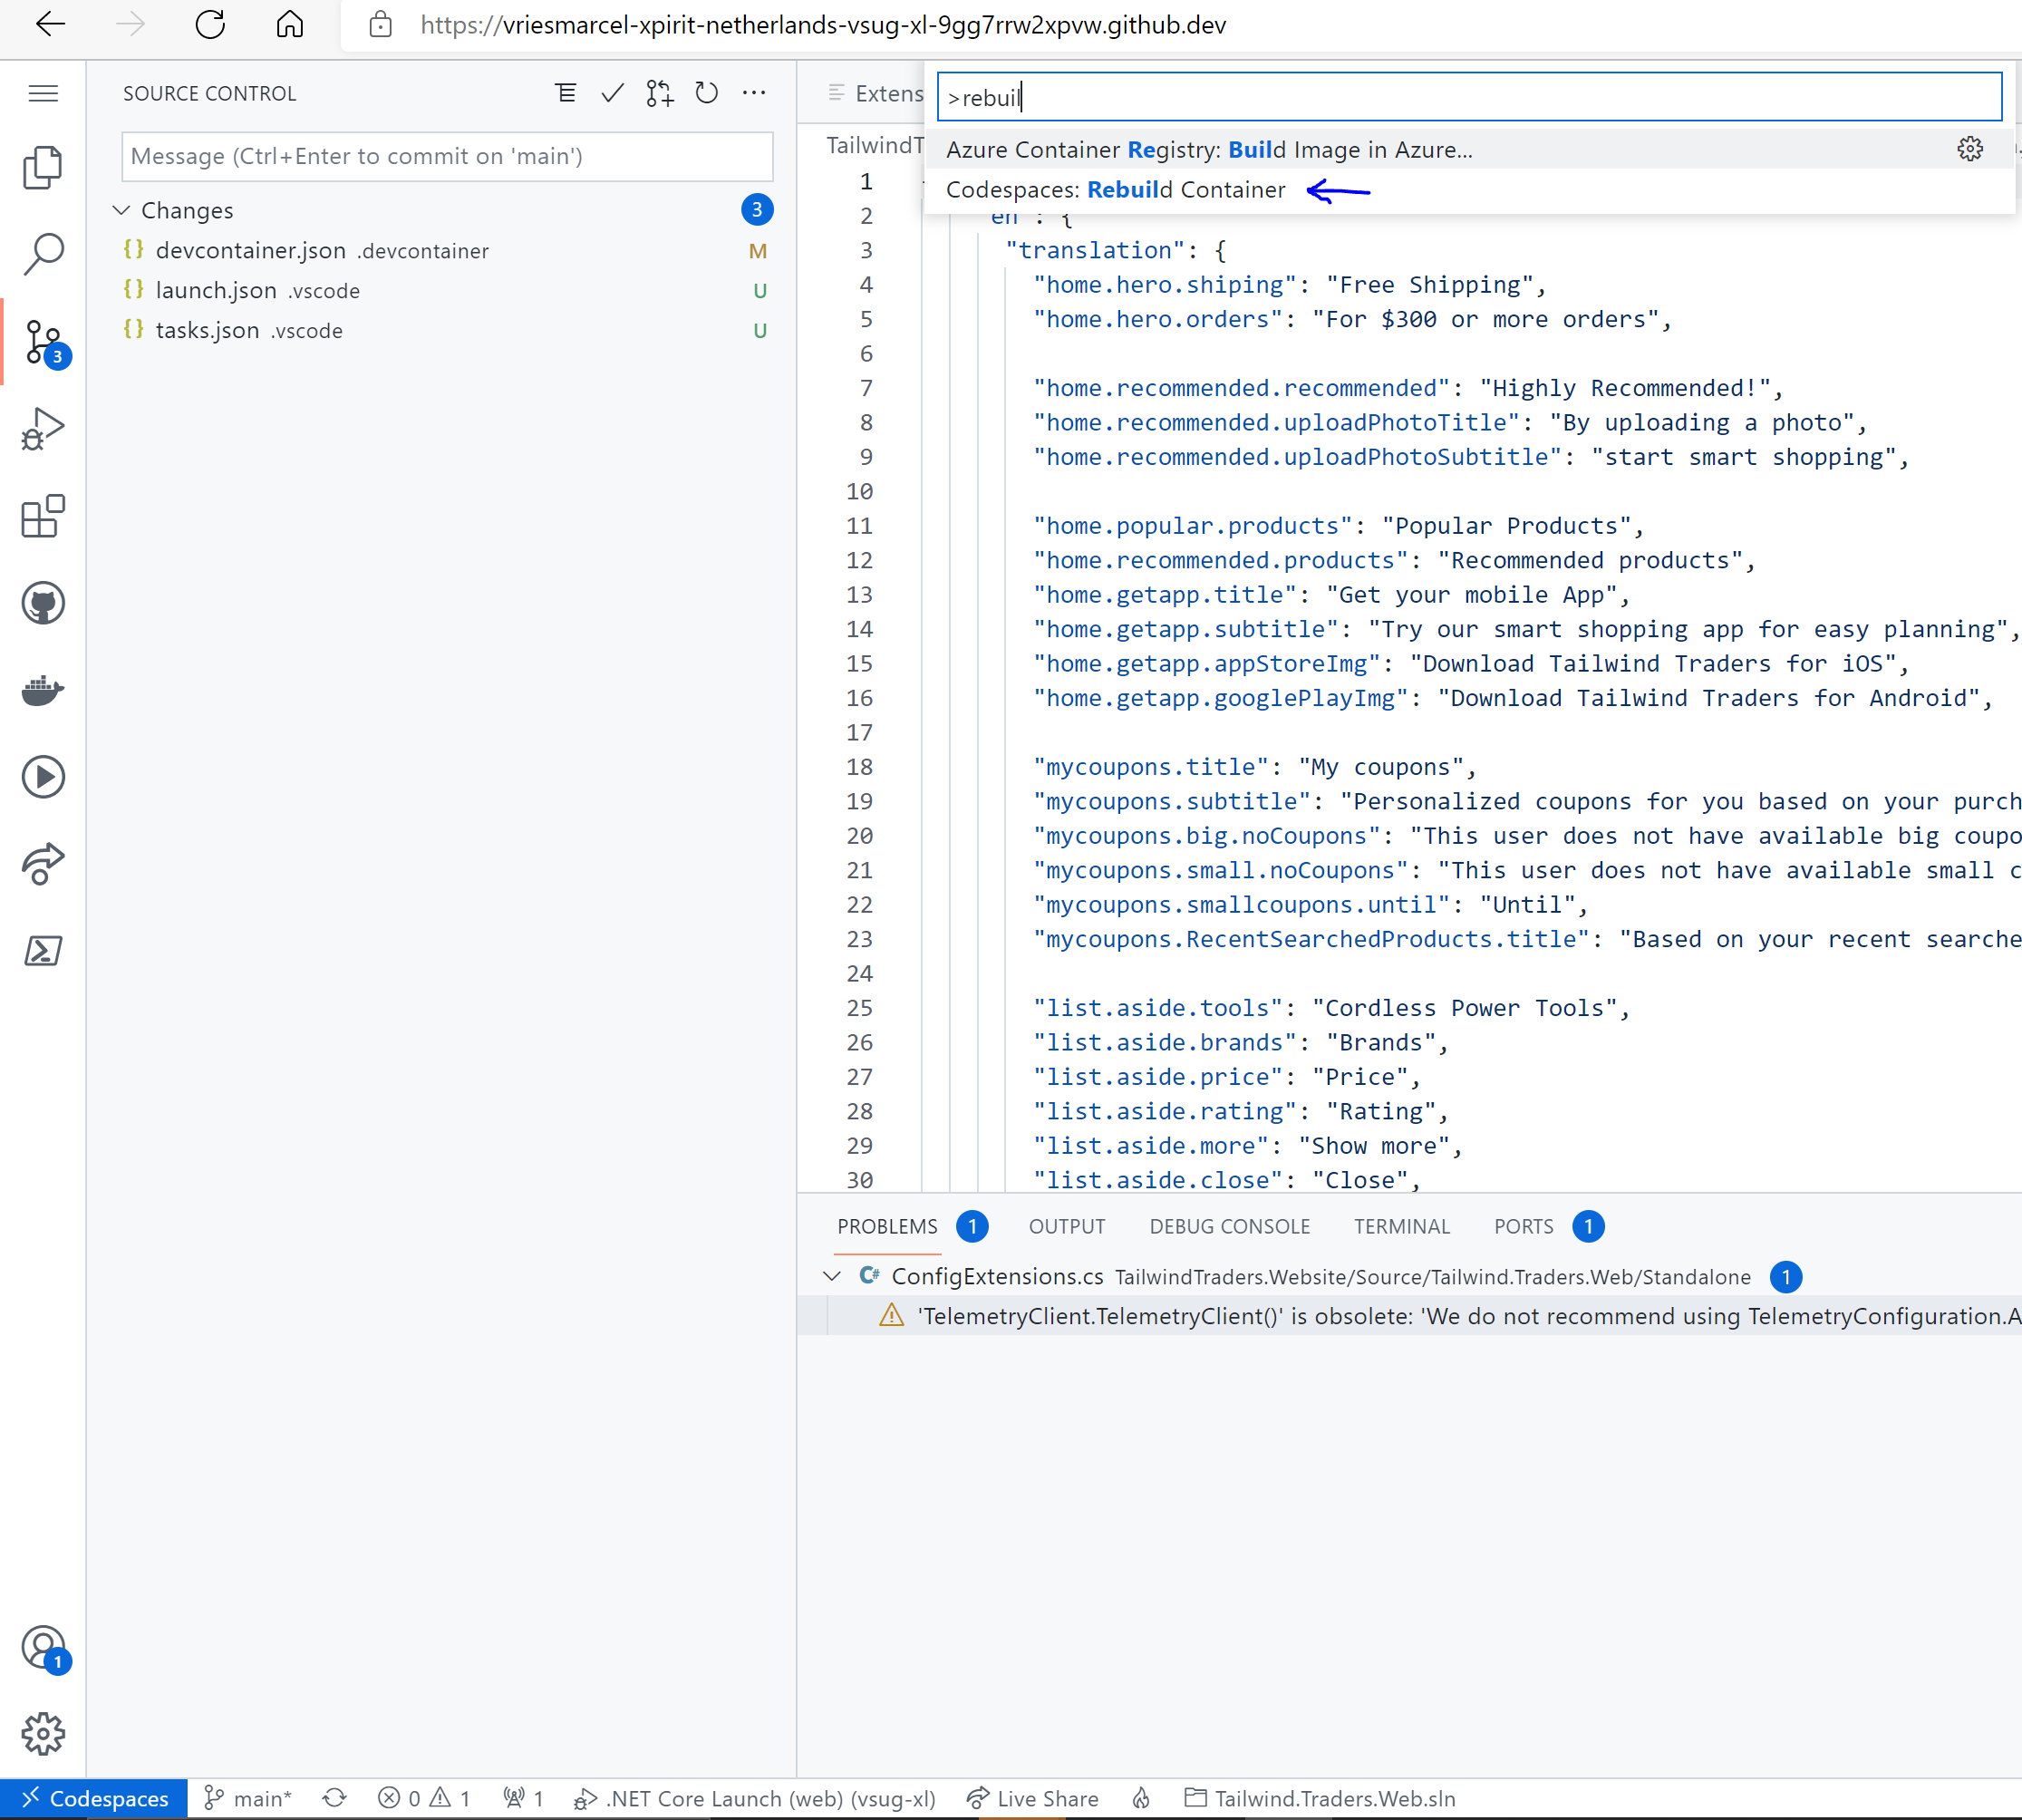 https://vriesmarcel-xpirit-netherlands-vsug-xl-9gg7rrw2xpvw.github.dev
SOURCE CONTROL
Message (Ctrl+Enter to commit on 'main')
Changes 3
{} devcontainer.json .devcontainer M
{} launch.json .vscode U
{} tasks.json .vscode U
3
1
Extens
>rebuil
Azure Container Registry: Build Image in Azure...
Codespaces: Rebuild Container
TailwindT
1
2 en": {
3 "translation": {
4 "home.hero.shiping": "Free Shipping",
5 "home.hero.orders": "For $300 or more orders",
6
7 "home.recommended.recommended": "Highly Recommended!",
8 "home.recommended.uploadPhotoTitle": "By uploading a photo",
9 "home.recommended.uploadPhotoSubtitle": "start smart shopping",
10
11 "home.popular.products": "Popular Products",
12 "home.recommended.products": "Recommended products",
13 "home.getapp.title": "Get your mobile App",
14 "home.getapp.subtitle": "Try our smart shopping app for easy planning",
15 "home.getapp.appStoreImg": "Download Tailwind Traders for iOS",
16 "home.getapp.googlePlayImg": "Download Tailwind Traders for Android",
17
18 "mycoupons.title": "My coupons",
19 "mycoupons.subtitle": "Personalized coupons for you based on your purch
20 "mycoupons.big.noCoupons": "This user does not have available big coupo
21 "mycoupons.small.noCoupons": "This user does not have available small c
22 "mycoupons.smallcoupons.until": "Until",
23 "mycoupons.RecentSearchedProducts.title": "Based on your recent searche
24
25 "list.aside.tools": "Cordless Power Tools",
26 "list.aside.brands": "Brands",
27 "list.aside.price": "Price",
28 "list.aside.rating": "Rating",
29 "list.aside.more": "Show more",
30 "list.aside.close": "Close",
PROBLEMS 1 OUTPUT DEBUG CONSOLE TERMINAL PORTS 1
C# ConfigExtensions.cs TailwindTraders.Website/Source/Tailwind.Traders.Web/Standalone 1
'TelemetryClient.TelemetryClient()' is obsolete: 'We do not recommend using TelemetryConfiguration.A
Codespaces main* 0 1 1 .NET Core Launch (web) (vsug-xl) Live Share Tailwind.Traders.Web.sln